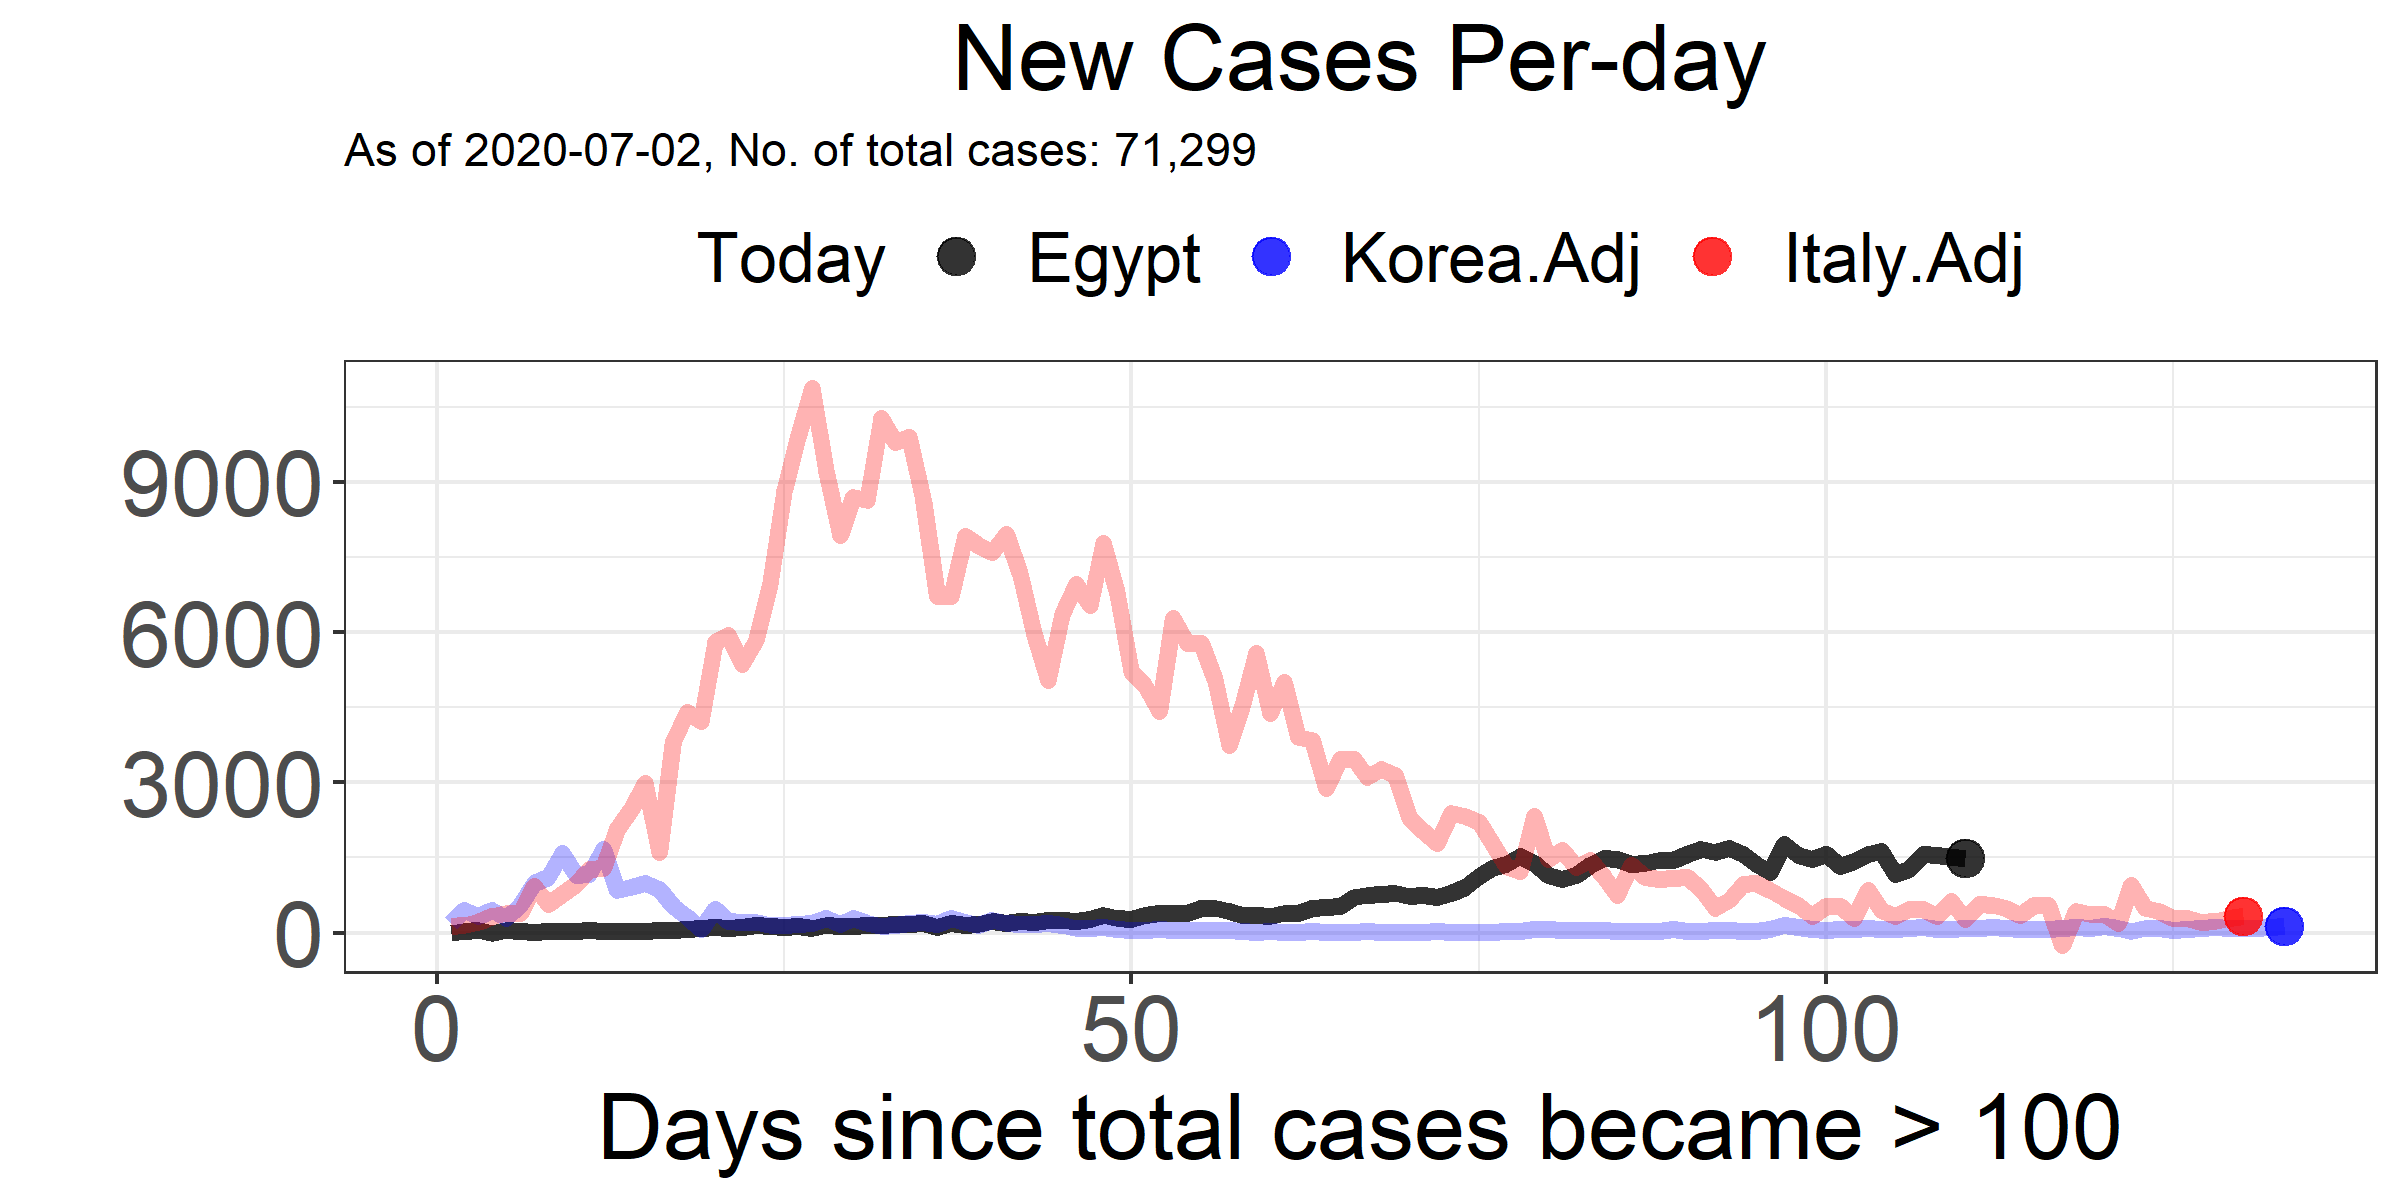 New Cases Per-day
As of 2020-07-02, No. of total cases: 71,299
Today Egypt Korea.Adj Italy.Adj
9000
6000
3000
0
0 50 100
Days since total cases became > 100